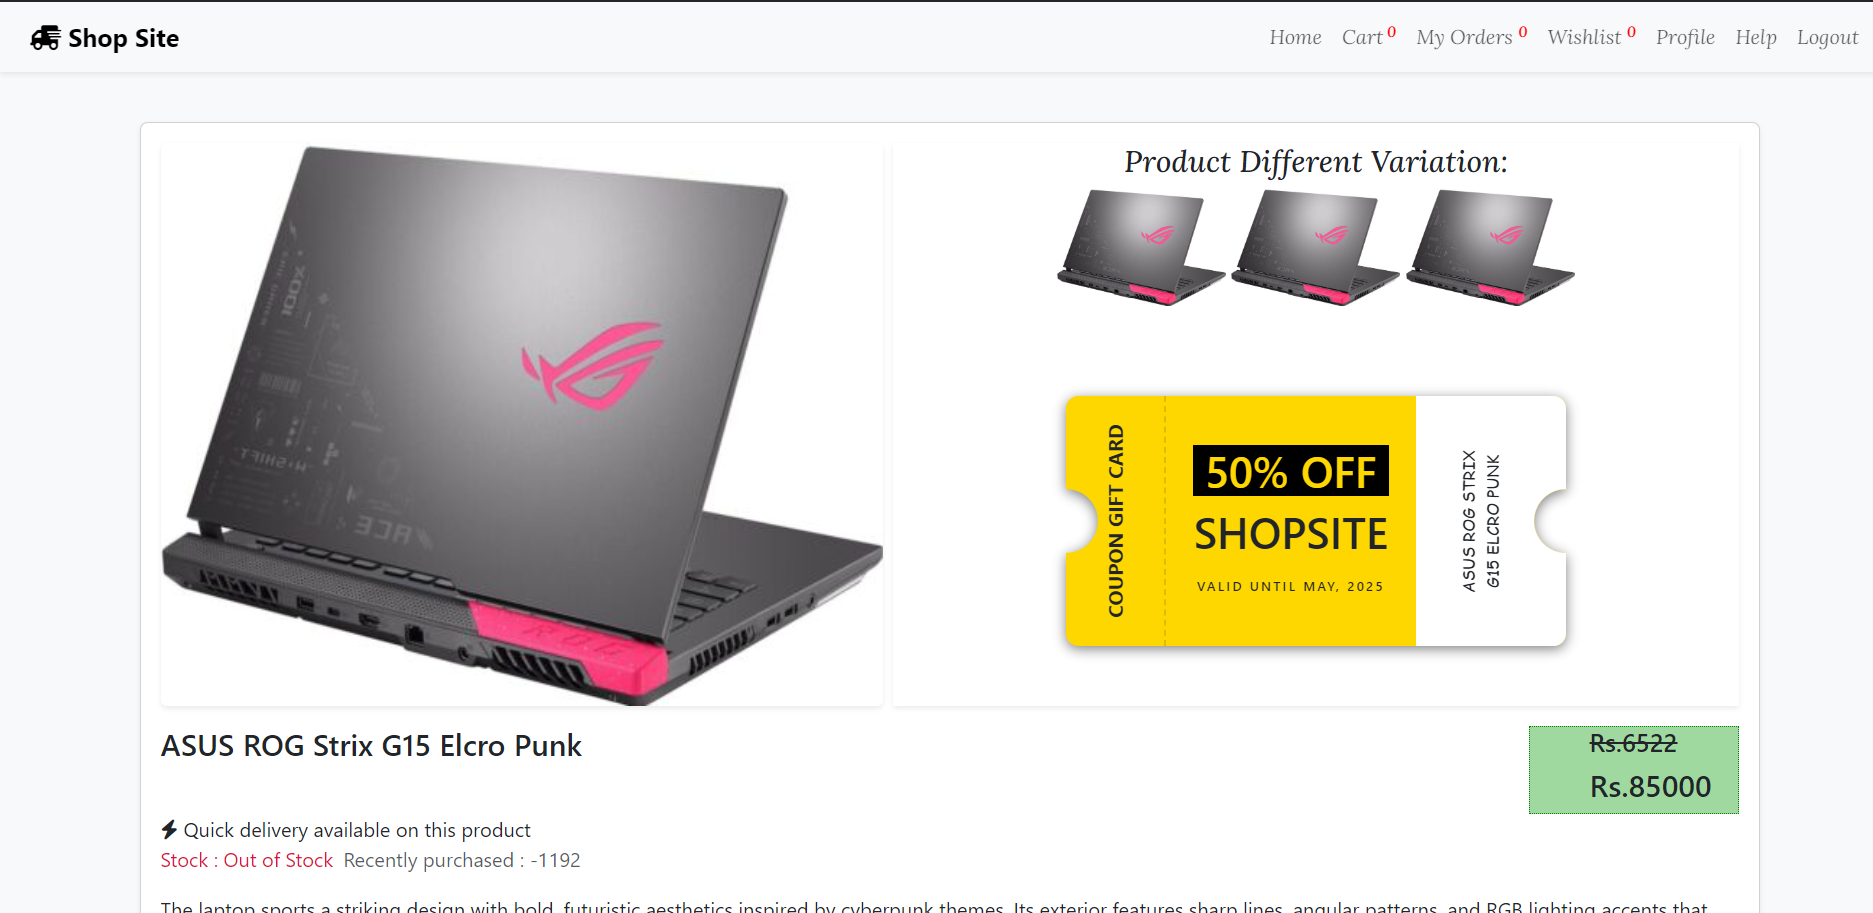 Shop Site
Home Cart 0 My Orders 0 Wishlist 0 Profile Help Logout
Product Different Variation:
COUPON GIFT CARD
50% OFF
SHOPSITE
VALID UNTIL MAY, 2025
ASUS ROG STRIX
G15 ELCRO PUNK
ASUS ROG Strix G15 Elcro Punk
Rs.6522
Rs.85000
Quick delivery available on this product
Stock : Out of Stock Recently purchased : -1192
The laptop sports a striking design with bold, futuristic aesthetics inspired by cyberpunk themes. Its exterior features sharp lines, angular patterns, and RGB lighting accents that